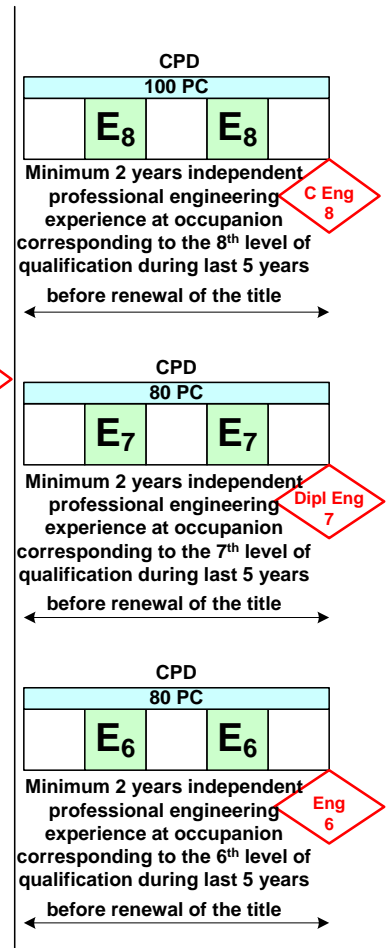 CPD
100 PC
E8 E8
Minimum 2 years independent
professional engineering
experience at occupanion
corresponding to the 8th level of
qualification during last 5 years
before renewal of the title
C Eng
8
CPD
80 PC
E7 E7
Minimum 2 years independent
professional engineering
experience at occupanion
corresponding to the 7th level of
qualification during last 5 years
before renewal of the title
Dipl Eng
7
CPD
80 PC
E6 E6
Minimum 2 years independent
professional engineering
experience at occupanion
corresponding to the 6th level of
qualification during last 5 years
before renewal of the title
Eng
6